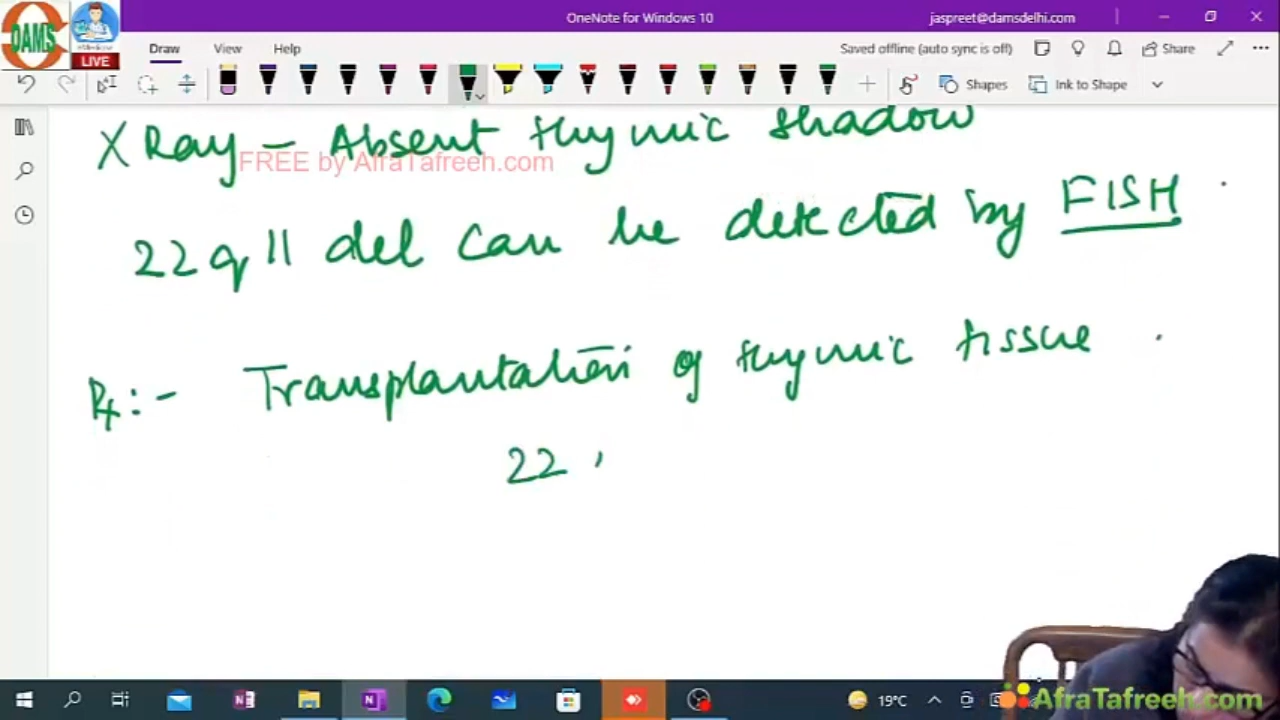 DAMS
eMedicoz
LIVE
OneNote for Windows 10
jaspreet@damsdelhi.com
Draw
View
Help
Saved offline (auto sync is off)
Share
Shapes
Ink to Shape
X Ray – Absent thymic shadow
FREE by AfraTafreeh.com
22q11 del can be detected by FISH
Rx:- Transplantation of thymic tissue
22
19°C
AfraTafreeh.com